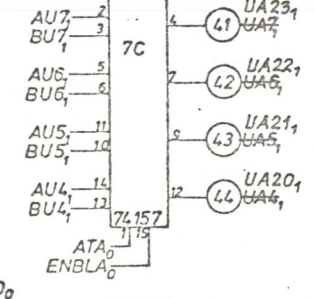 UA23₁
AU7₁ 2 4 41 UA7₁
BU7₁ 3
7C
UA22₁
AU6₁ 5 7 42 UA6₁
BU6₁ 6
UA21₁
AU5₁ 11 9 43 UA5₁
BU5₁ 10
UA20₁
AU4₁ 14 12 44 UA4₁
BU4₁ 13
74157
1 15
ATA₀
ENBLA₀